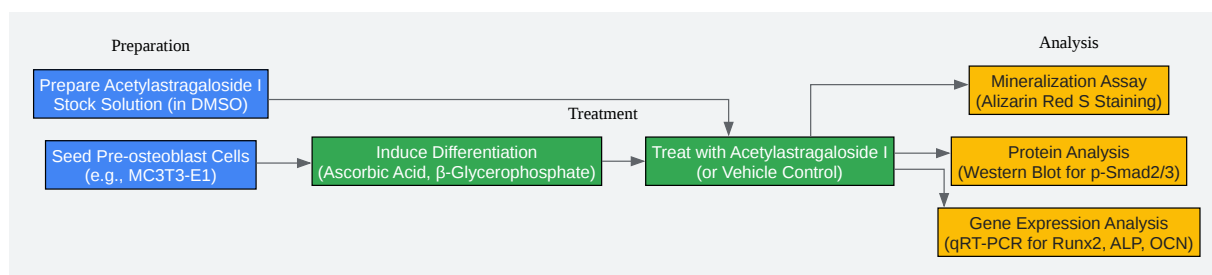 Preparation
Prepare Acetylastragaloside I
Stock Solution (in DMSO)
Seed Pre-osteoblast Cells
(e.g., MC3T3-E1)
Treatment
Induce Differentiation
(Ascorbic Acid, β-Glycerophosphate)
Treat with Acetylastragaloside I
(or Vehicle Control)
Analysis
Mineralization Assay
(Alizarin Red S Staining)
Protein Analysis
(Western Blot for p-Smad2/3)
Gene Expression Analysis
(qRT-PCR for Runx2, ALP, OCN)